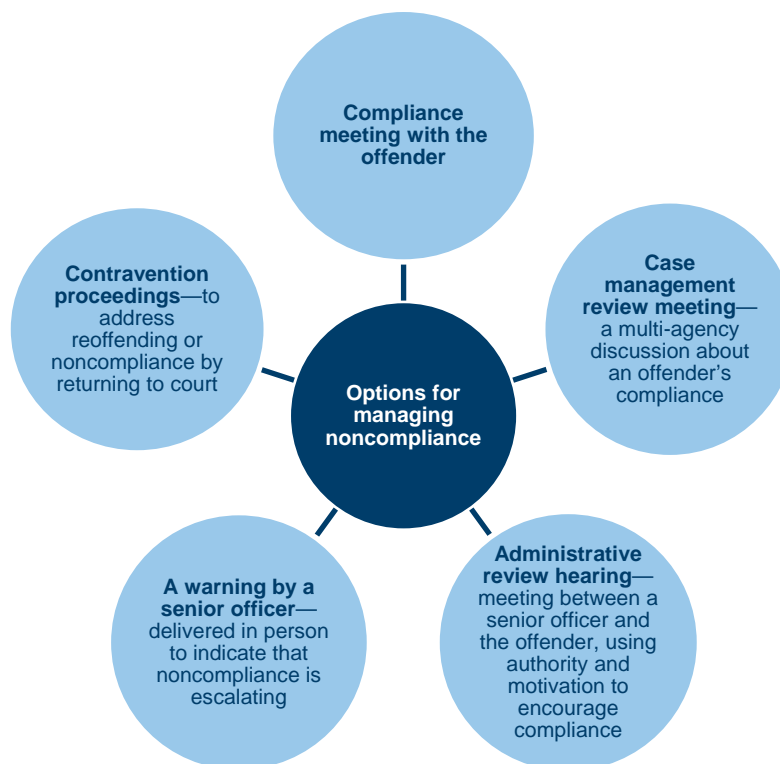 Compliance
meeting with the
offender
Contravention
proceedings—to
address
reoffending or
noncompliance by
returning to court
Case
management
review meeting—
a multi-agency
discussion about
an offender’s
compliance
Options for
managing
noncompliance
A warning by a
senior officer—
delivered in person
to indicate that
noncompliance is
escalating
Administrative
review hearing—
meeting between a
senior officer and
the offender, using
authority and
motivation to
encourage
compliance